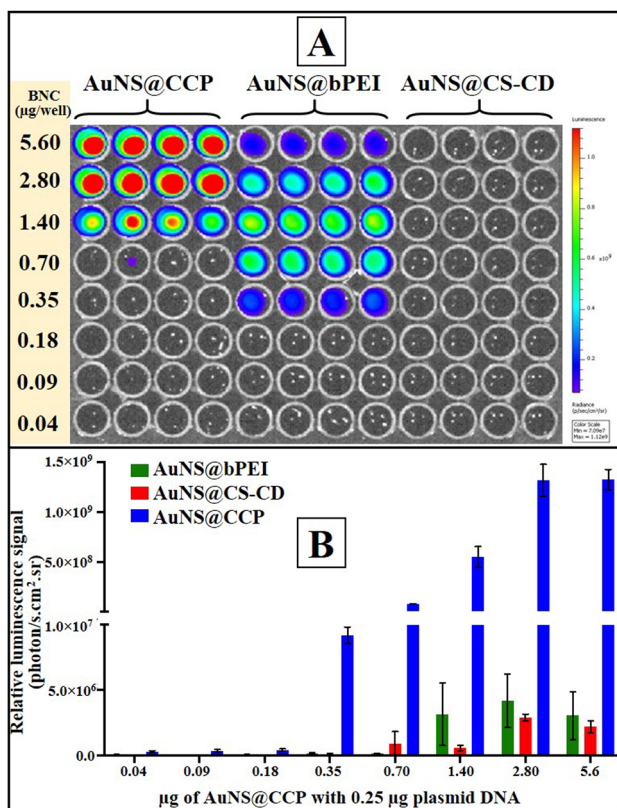 A
BNC
(µg/well)
AuNS@CCP
AuNS@bPEI
AuNS@CS-CD
5.60
2.80
1.40
0.70
0.35
0.18
0.09
0.04
Luminescence
1.0
0.8
0.6
x10⁹
0.4
0.2
Radiance
(p/sec/cm²/sr)
Color Scale
Min = 7.09e7
Max = 1.12e9
B
AuNS@bPEI
AuNS@CS-CD
AuNS@CCP
Relative luminescence signal
(photon/s.cm².sr)
1.5×10⁹
1.0×10⁹
5.0×10⁸
1.0×10⁷
5.0×10⁶
0.0
0.04 0.09 0.18 0.35 0.70 1.40 2.80 5.6
µg of AuNS@CCP with 0.25 µg plasmid DNA